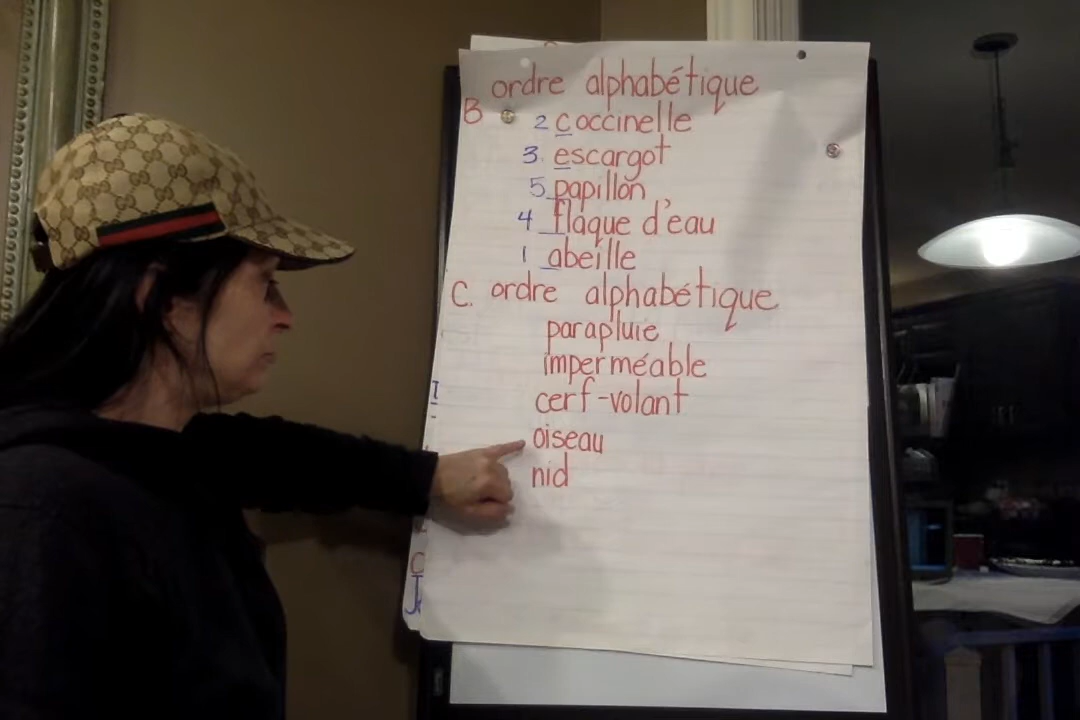 ordre alphabétique
B 2 coccinelle
3. escargot
5 papillon
4 flaque d'eau
1 abeille
C. ordre alphabétique
parapluie
imperméable
cerf-volant
oiseau
nid